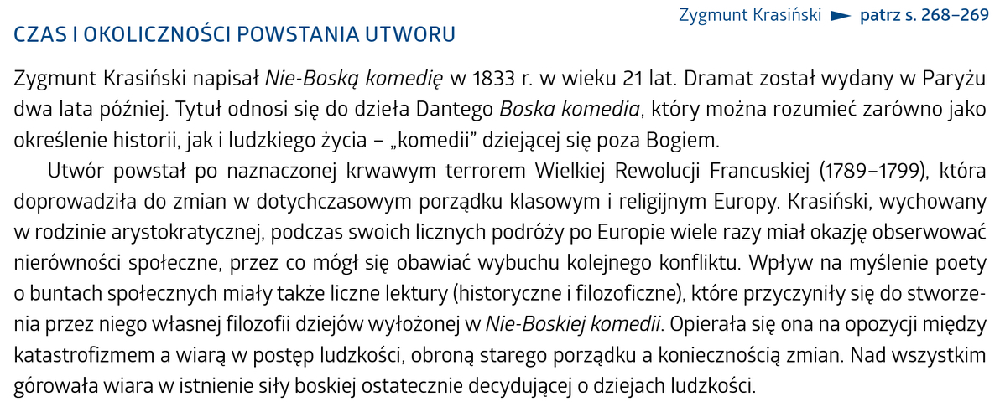 Zygmunt Krasiński ► patrz s. 268–269
CZAS I OKOLICZNOŚCI POWSTANIA UTWORU
Zygmunt Krasiński napisał Nie-Boską komedię w 1833 r. w wieku 21 lat. Dramat został wydany w Paryżu
dwa lata później. Tytuł odnosi się do dzieła Dantego Boska komedia, który można rozumieć zarówno jako
określenie historii, jak i ludzkiego życia – „komedii” dziejącej się poza Bogiem.
Utwór powstał po naznaczonej krwawym terrorem Wielkiej Rewolucji Francuskiej (1789–1799), która
doprowadziła do zmian w dotychczasowym porządku klasowym i religijnym Europy. Krasiński, wychowany
w rodzinie arystokratycznej, podczas swoich licznych podróży po Europie wiele razy miał okazję obserwować
nierówności społeczne, przez co mógł się obawiać wybuchu kolejnego konfliktu. Wpływ na myślenie poety
o buntach społecznych miały także liczne lektury (historyczne i filozoficzne), które przyczyniły się do stworze-
nia przez niego własnej filozofii dziejów wyłożonej w Nie-Boskiej komedii. Opierała się ona na opozycji między
katastrofizmem a wiarą w postęp ludzkości, obroną starego porządku a koniecznością zmian. Nad wszystkim
górowała wiara w istnienie siły boskiej ostatecznie decydującej o dziejach ludzkości.